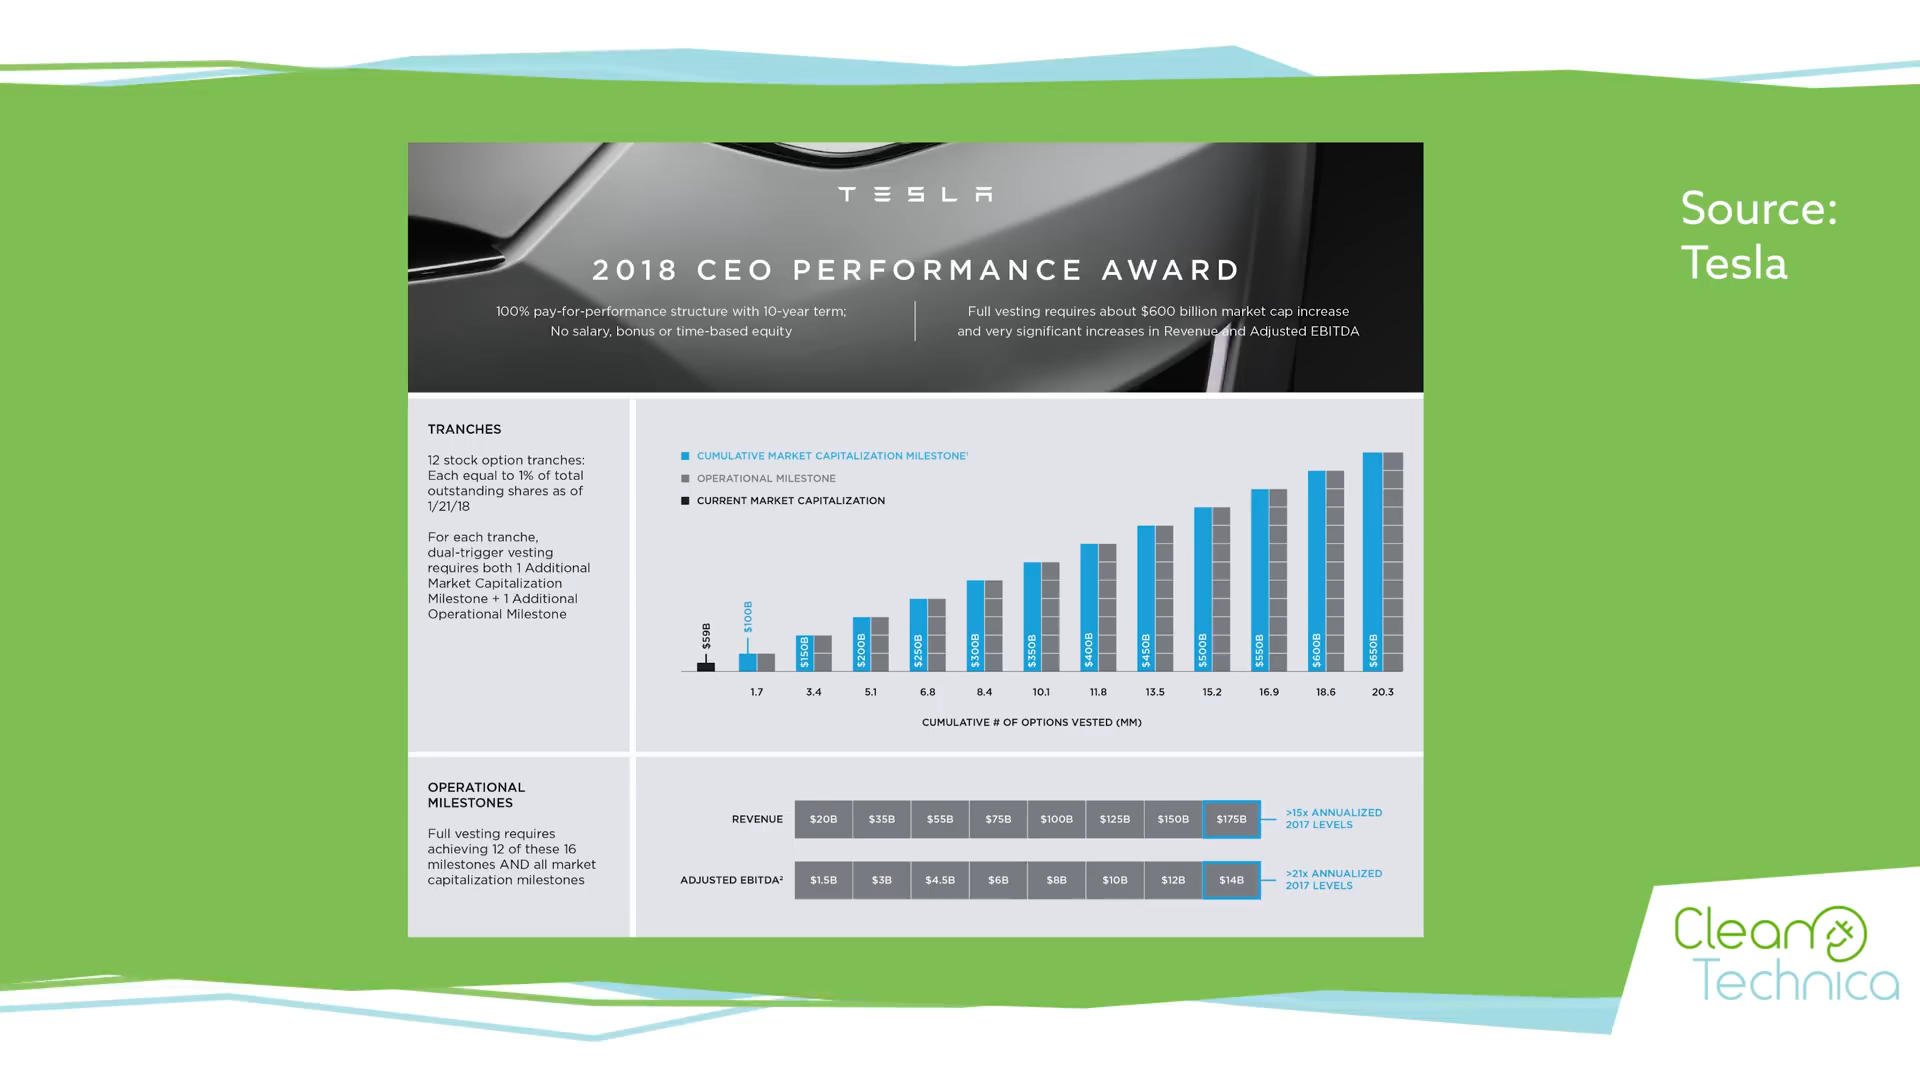 Source:
Tesla
TESLA
2018 CEO PERFORMANCE AWARD
100% pay-for-performance structure with 10-year term;
No salary, bonus or time-based equity
Full vesting requires about $600 billion market cap increase
and very significant increases in Revenue and Adjusted EBITDA
TRANCHES
12 stock option tranches:
Each equal to 1% of total
outstanding shares as of
1/21/18
For each tranche,
dual-trigger vesting
requires both 1 Additional
Market Capitalization
Milestone + 1 Additional
Operational Milestone
CUMULATIVE MARKET CAPITALIZATION MILESTONE¹
OPERATIONAL MILESTONE
CURRENT MARKET CAPITALIZATION
$59B $100B $150B $200B $250B $300B $350B $400B $450B $500B $550B $600B $650B
1.7 3.4 5.1 6.8 8.4 10.1 11.8 13.5 15.2 16.9 18.6 20.3
CUMULATIVE # OF OPTIONS VESTED (MM)
OPERATIONAL
MILESTONES
Full vesting requires
achieving 12 of these 16
milestones AND all market
capitalization milestones
REVENUE $20B $35B $55B $75B $100B $125B $150B $175B
>15x ANNUALIZED
2017 LEVELS
ADJUSTED EBITDA² $1.5B $3B $4.5B $6B $8B $10B $12B $14B
>21x ANNUALIZED
2017 LEVELS
Clean
Technica